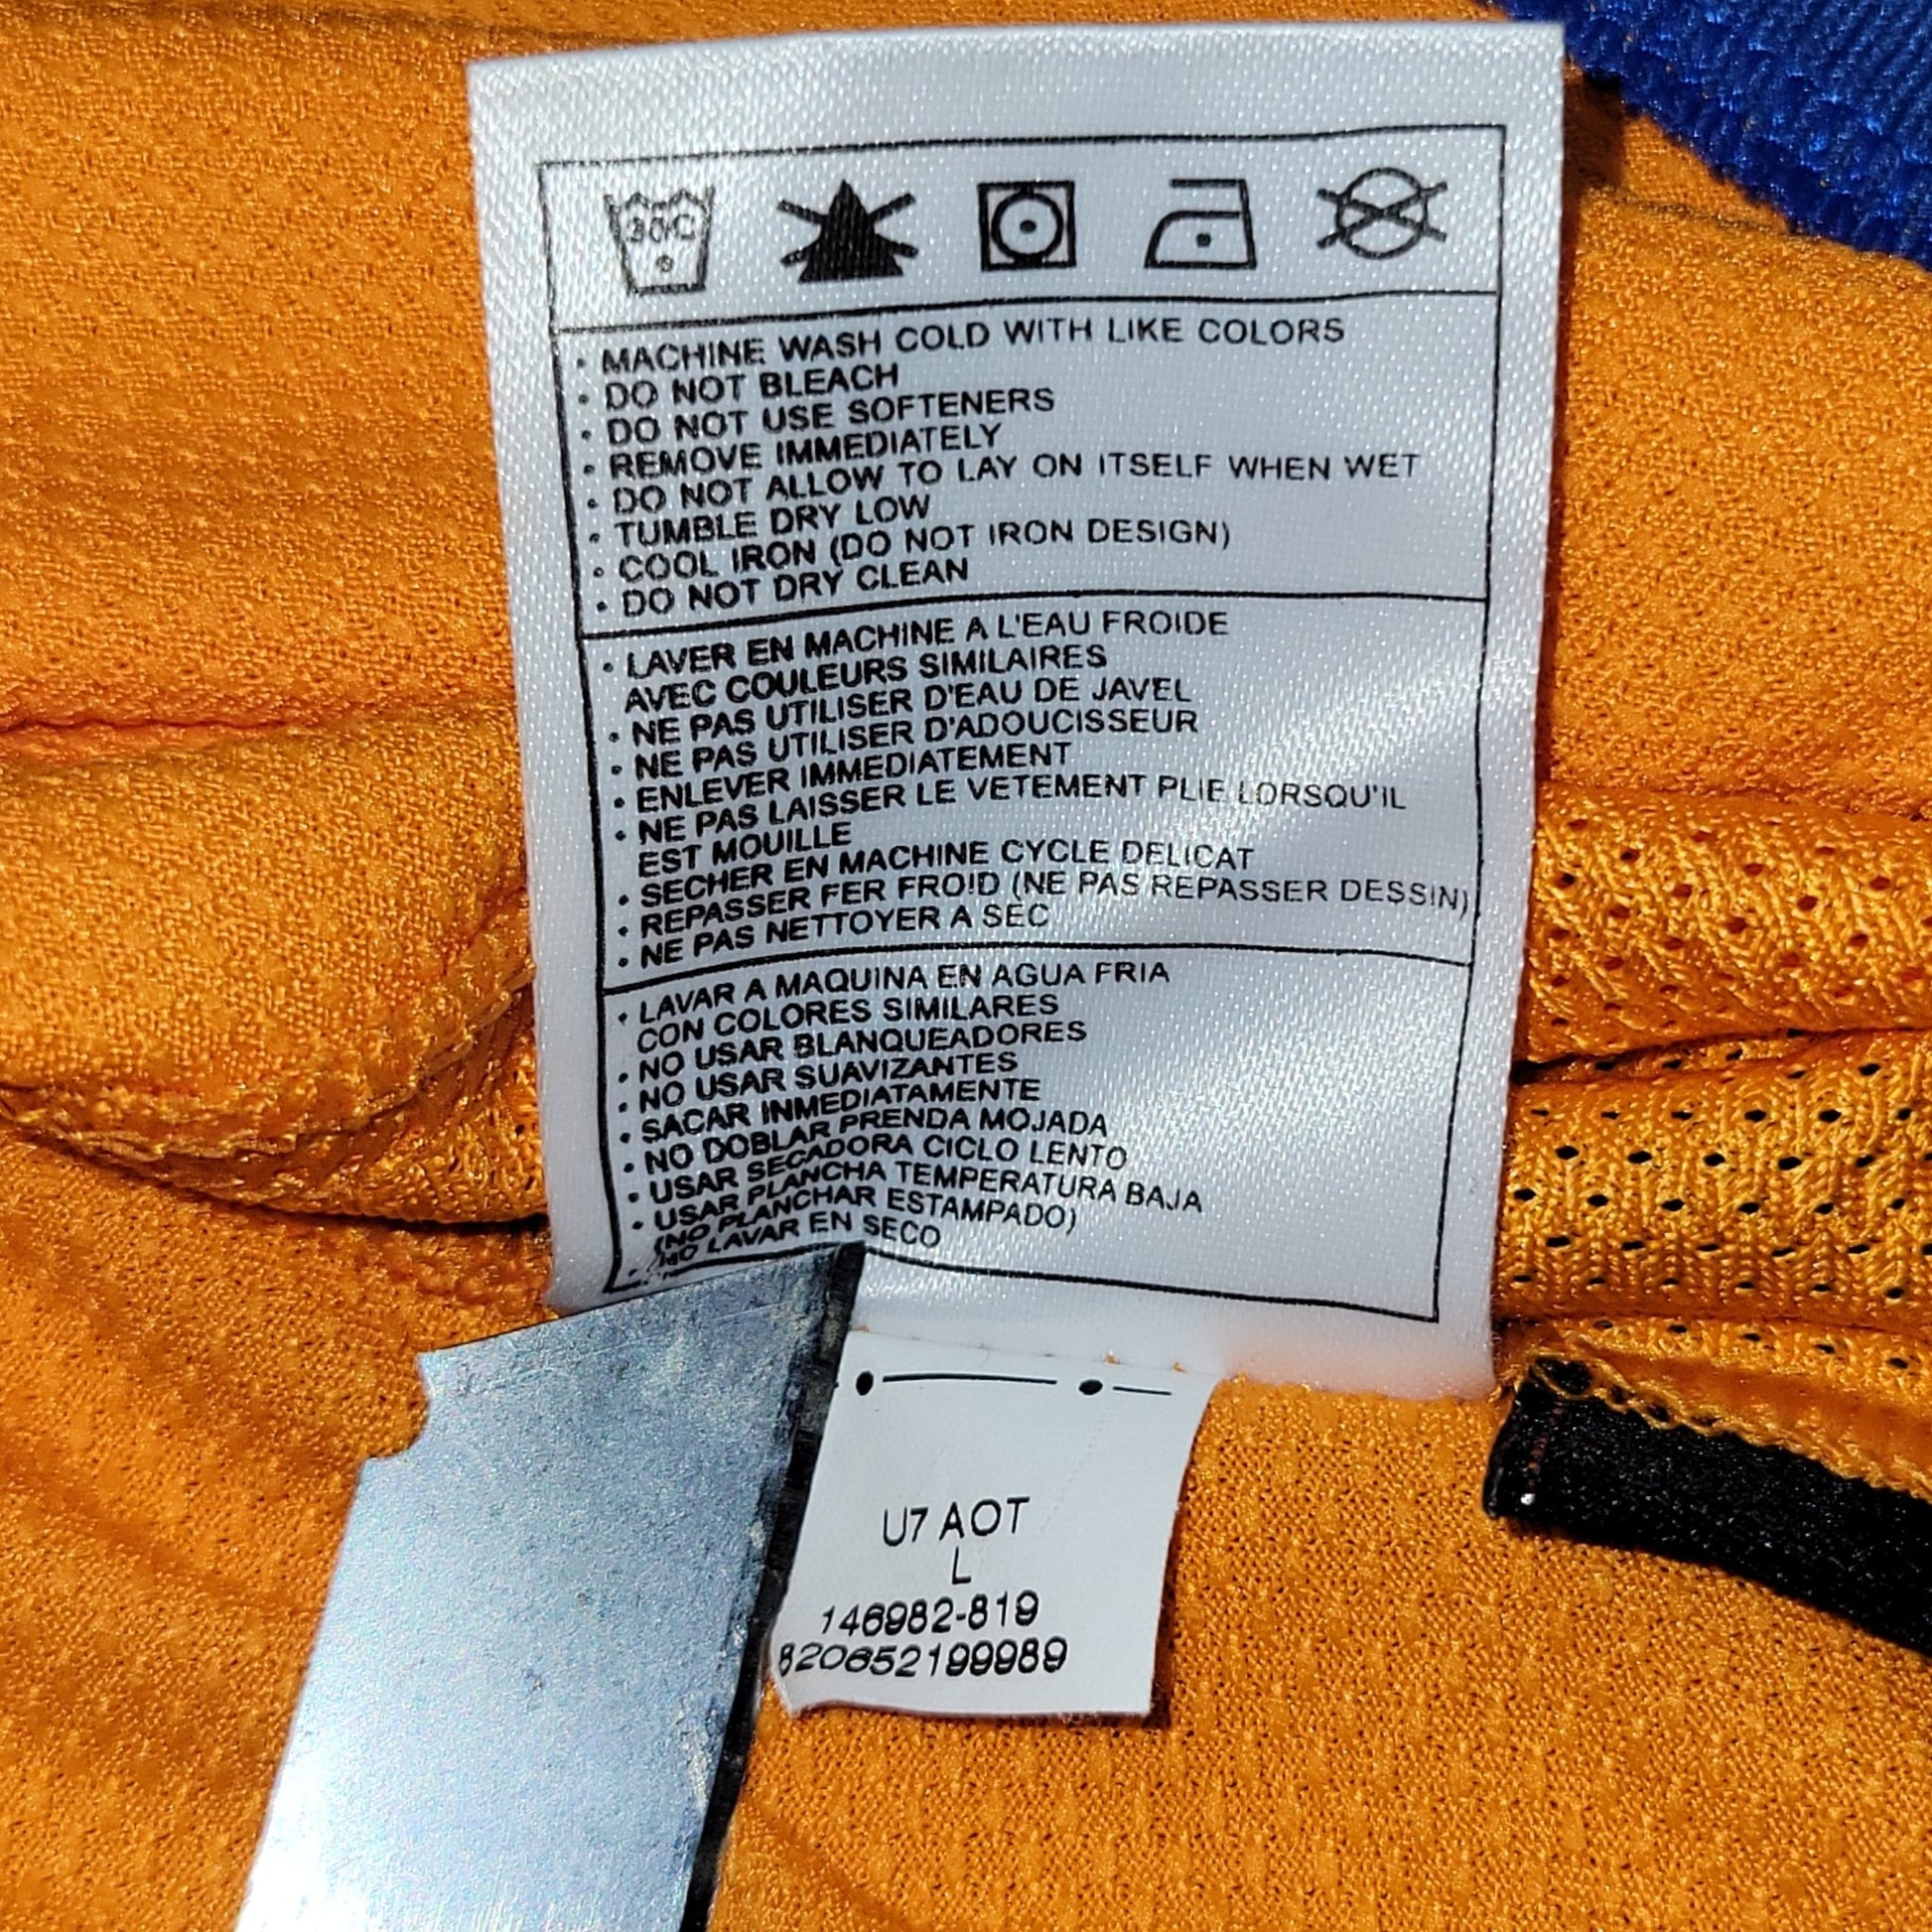 30°C
• MACHINE WASH COLD WITH LIKE COLORS
• DO NOT BLEACH
• DO NOT USE SOFTENERS
• REMOVE IMMEDIATELY
• DO NOT ALLOW TO LAY ON ITSELF WHEN WET
• TUMBLE DRY LOW
• COOL IRON (DO NOT IRON DESIGN)
• DO NOT DRY CLEAN
• LAVER EN MACHINE A L'EAU FROIDE
AVEC COULEURS SIMILAIRES
• NE PAS UTILISER D'EAU DE JAVEL
• NE PAS UTILISER D'ADOUCISSEUR
• ENLEVER IMMEDIATEMENT
• NE PAS LAISSER LE VETEMENT PLIE LORSQU'IL
EST MOUILLE
• SECHER EN MACHINE CYCLE DELICAT
• REPASSER FER FROID (NE PAS REPASSER DESSIN)
• NE PAS NETTOYER A SEC
• LAVAR A MAQUINA EN AGUA FRIA
CON COLORES SIMILARES
• NO USAR BLANQUEADORES
• NO USAR SUAVIZANTES
• SACAR INMEDIATAMENTE
• NO DOBLAR PRENDA MOJADA
• USAR SECADORA CICLO LENTO
• USAR PLANCHA TEMPERATURA BAJA
(NO PLANCHAR ESTAMPADO)
• NO LAVAR EN SECO
U7 AOT
L
146982-819
820652199989